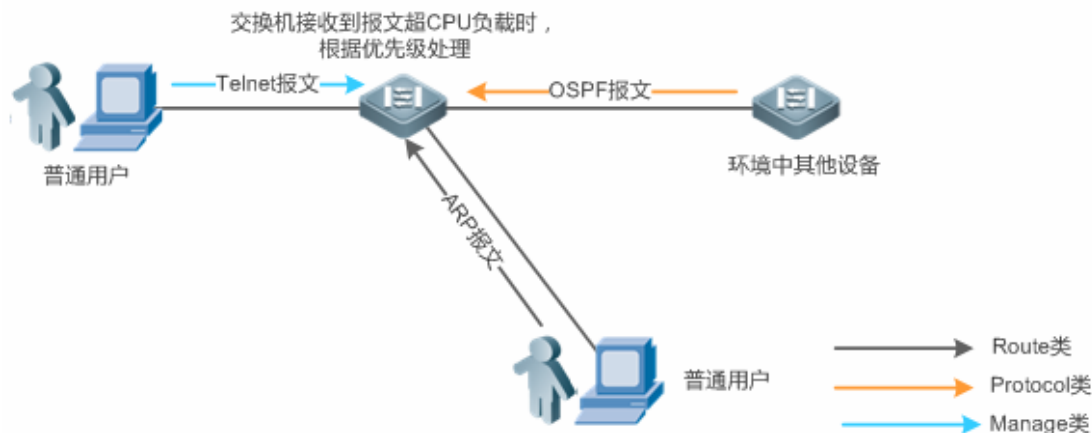 交换机接收到报文超CPU负载时，
根据优先级处理
Telnet报文
OSPF报文
普通用户
环境中其他设备
ARP报文
普通用户
Route类
Protocol类
Manage类